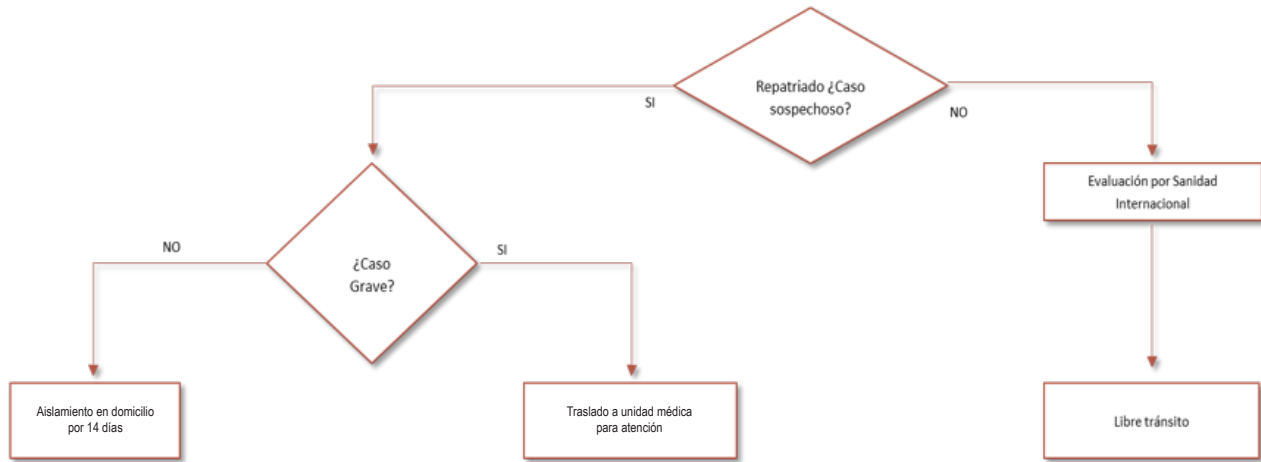 Repatriado ¿Caso
sospechoso?
SI
NO
Evaluación por Sanidad
Internacional
NO
SI
¿Caso
Grave?
Aislamiento en domicilio
por 14 días
Traslado a unidad médica
para atención
Libre tránsito